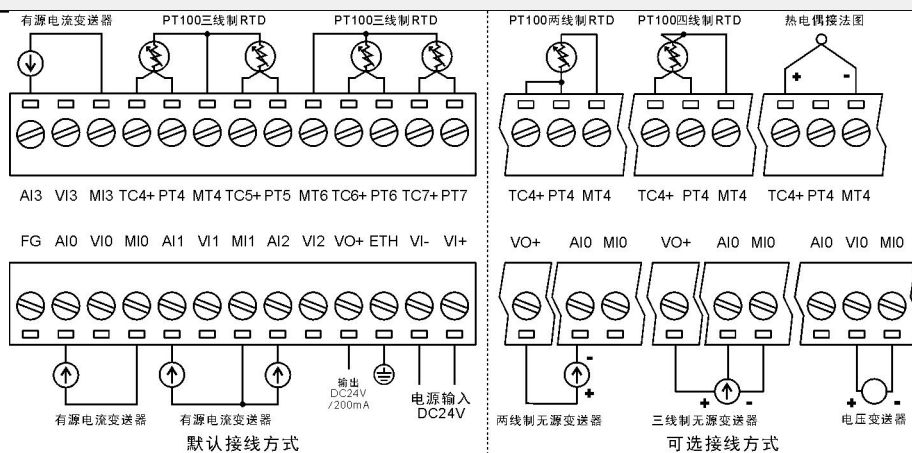 有源电流变送器 PT100三线制RTD PT100三线制RTD PT100两线制RTD PT100四线制RTD 热电偶接法图
+ -
AI3 VI3 MI3 TC4+ PT4 MT4 TC5+ PT5 MT6 TC6+ PT6 TC7+ PT7 TC4+ PT4 MT4 TC4+ PT4 MT4 TC4+ PT4 MT4
FG AI0 VI0 MI0 AI1 VI1 MI1 AI2 VI2 VO+ ETH VI- VI+ VO+ AI0 MI0 VO+ AI0 MI0 AI0 VI0 MI0
-
+ + - + -
输出
DC24V
/200mA
电源输入
DC24V
有源电流变送器 有源电流变送器 两线制无源变送器 三线制无源变送器 电压变送器
默认接线方式 可选接线方式